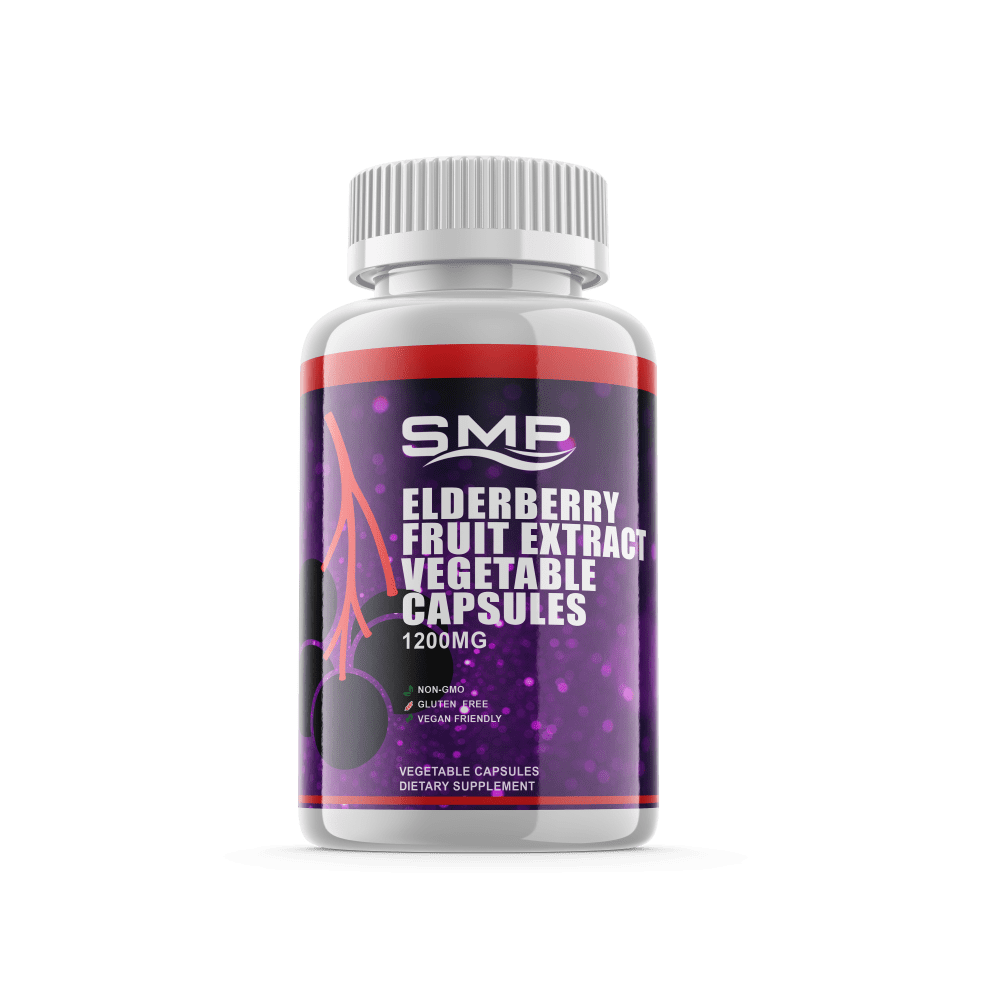 SMP
ELDERBERRY
FRUIT EXTRACT
VEGETABLE
CAPSULES
1200MG
NON-GMO
GLUTEN FREE
VEGAN FRIENDLY
VEGETABLE CAPSULES
DIETARY SUPPLEMENT